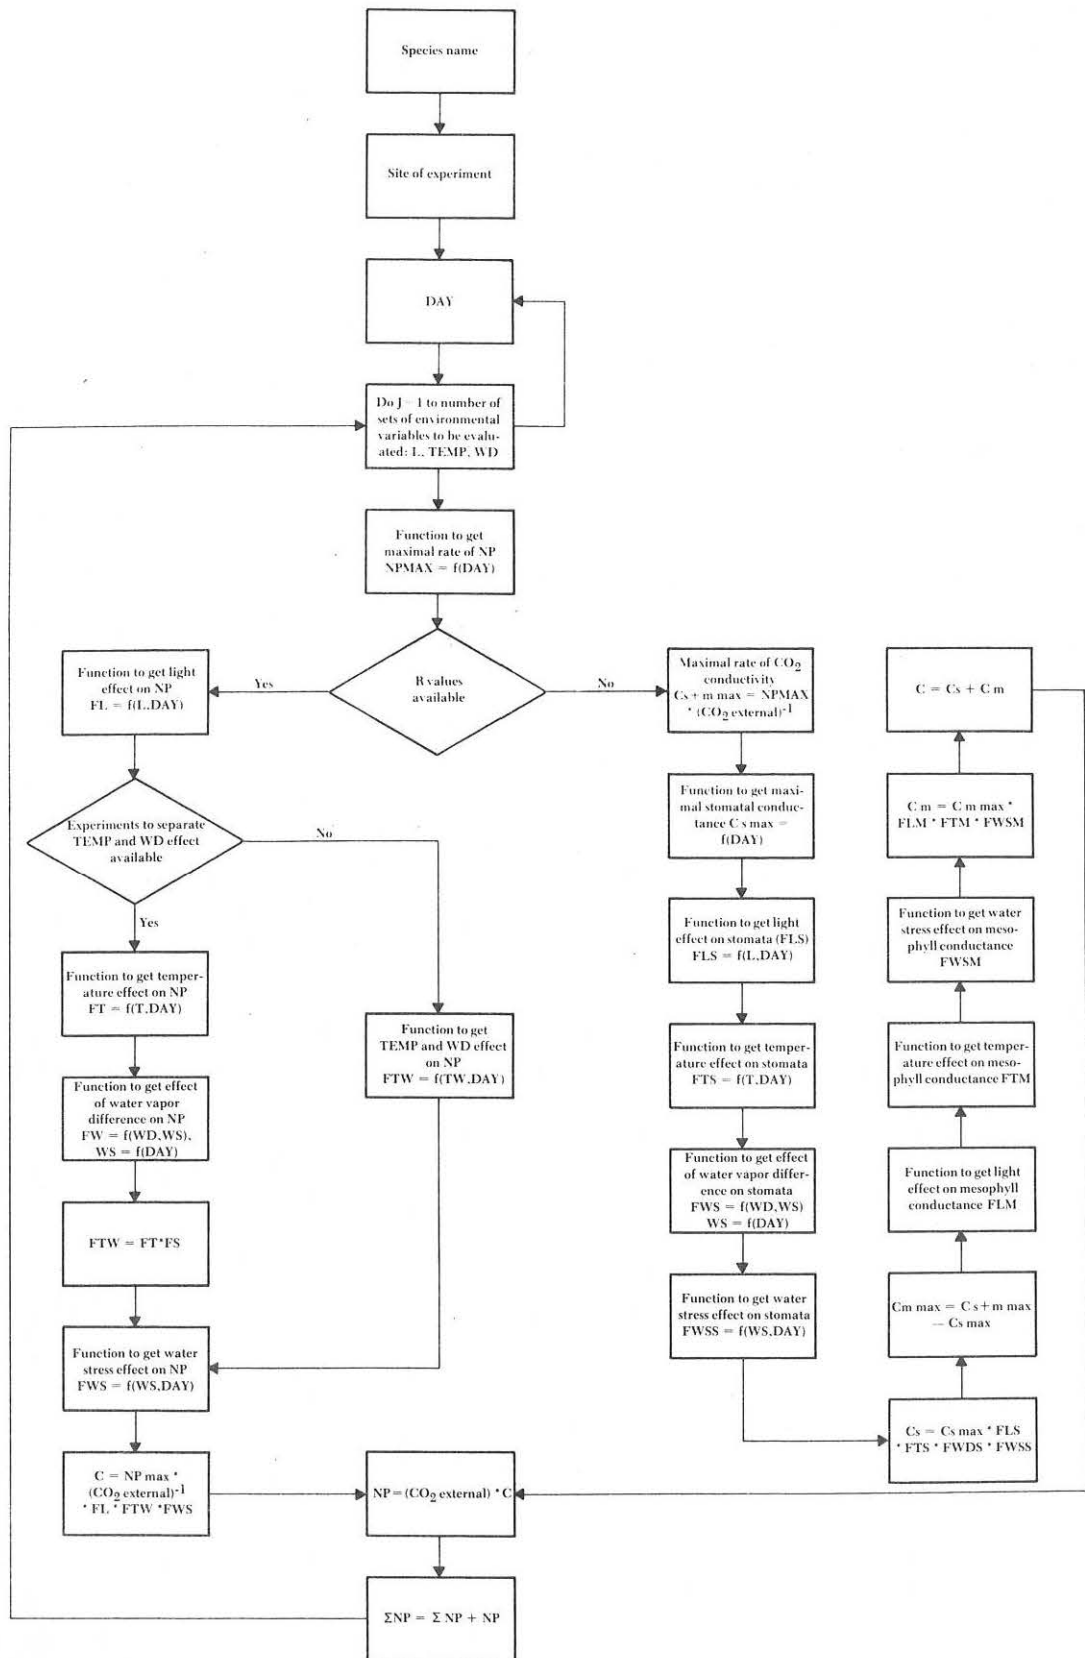 Species name
Site of experiment
DAY
Do J = 1 to number of
sets of environmental
variables to be evalu-
ated: L, TEMP, WD
Function to get
maximal rate of NP
NPMAX = f(DAY)
R values
available
Yes
No
Function to get light
effect on NP
FL = f(L,DAY)
Experiments to separate
TEMP and WD effect
available
No
Yes
Function to get temper-
ature effect on NP
FT = f(T,DAY)
Function to get effect
of water vapor
difference on NP
FW = f(WD,WS),
WS = f(DAY)
FTW = FT*FS
Function to get
TEMP and WD effect
on NP
FTW = f(TW,DAY)
Function to get water
stress effect on NP
FWS = f(WS,DAY)
C = NP max *
(CO2 external)-1
* FL * FTW *FWS
Maximal rate of CO2
conductivity
Cs + m max = NPMAX
* (CO2 external)-1
Function to get maxi-
mal stomatal conduc-
tance C s max =
f(DAY)
Function to get light
effect on stomata (FLS)
FLS = f(L,DAY)
Function to get temper-
ature effect on stomata
FTS = f(T,DAY)
Function to get effect
of water vapor differ-
ence on stomata
FWS = f(WD,WS)
WS = f(DAY)
Function to get water
stress effect on stomata
FWSS = f(WS,DAY)
Cs = Cs max * FLS
* FTS * FWDS * FWSS
Cm max = C s + m max
— Cs max
Function to get light
effect on mesophyll
conductance FLM
Function to get temper-
ature effect on meso-
phyll conductance FTM
Function to get water
stress effect on meso-
phyll conductance
FWSM
C m = C m max *
FLM * FTM * FWSM
C = Cs + C m
NP = (CO2 external) * C
ΣNP = Σ NP + NP